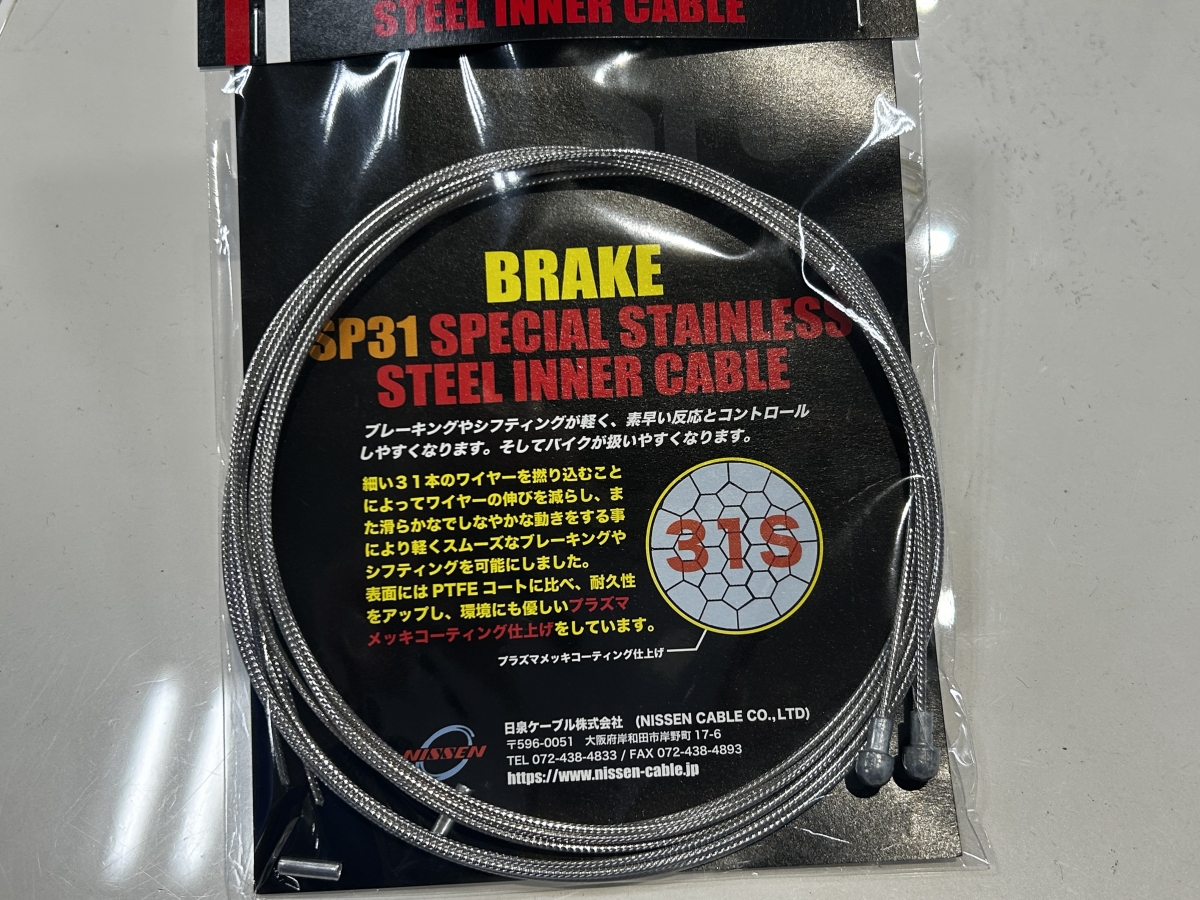 STEEL INNER CABLE
BRAKE
SP31 SPECIAL STAINLESS
STEEL INNER CABLE
ブレーキングやシフティングが軽く、素早い反応とコントロール
しやすくなります。そしてバイクが扱いやすくなります。
細い31本のワイヤーを撚り込むこと
によってワイヤーの伸びを減らし、ま
た滑らかなでしなやかな動きをする事
により軽くスムーズなブレーキングや
シフティングを可能にしました。
表面にはPTFEコートに比べ、耐久性
をアップし、環境にも優しいプラズマ
メッキコーティング仕上げをしています。
31S
プラズマメッキコーティング仕上げ
NISSEN
日泉ケーブル株式会社 (NISSEN CABLE CO.,LTD)
〒596-0051 大阪府岸和田市岸野町17-6
TEL 072-438-4833 / FAX 072-438-4893
https://www.nissen-cable.jp